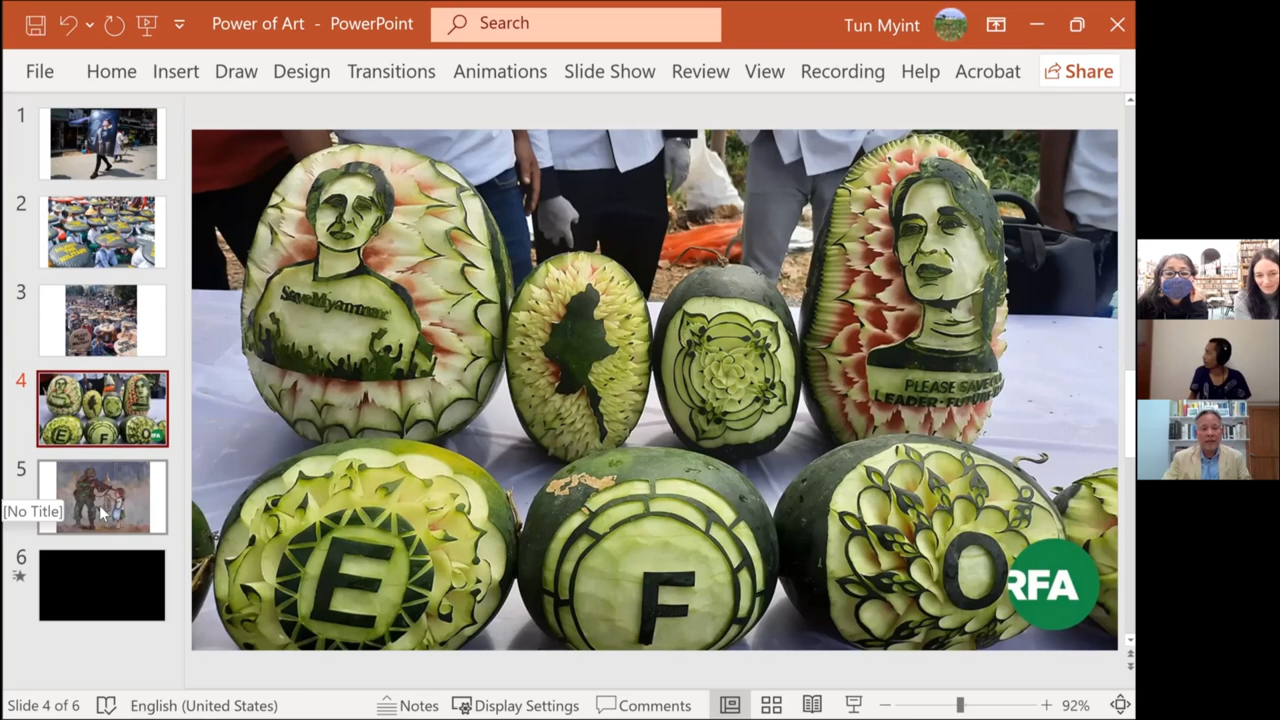 Power of Art - PowerPoint
Search
Tun Myint
File Home Insert Draw Design Transitions Animations Slide Show Review View Recording Help Acrobat Share
1
2
3
4
5
6
[No Title]
SaveMyanmar
PLEASE SAVE
LEADER·FUTURE
E F O
RFA
Slide 4 of 6 English (United States) Notes Display Settings Comments 92%